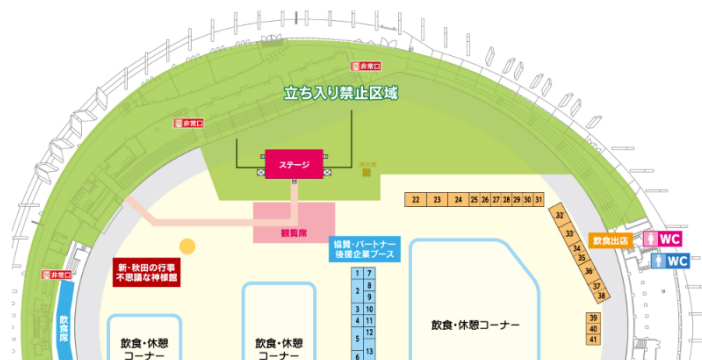 非常口
立ち入り禁止区域
非常口
ステージ
22 23 24 25 26 27 28 29 30 31
32
33
34
35
36
37
38
観覧席
飲食出店
WC
WC
協賛・パートナー
後援企業ブース
新・秋田の行事
不思議な神様館
非常口
飲食席
1 7
2 8
9
3 10
4 11
5 12
13
6
39
40
41
飲食・休憩
コーナー
飲食・休憩
コーナー
飲食・休憩コーナー